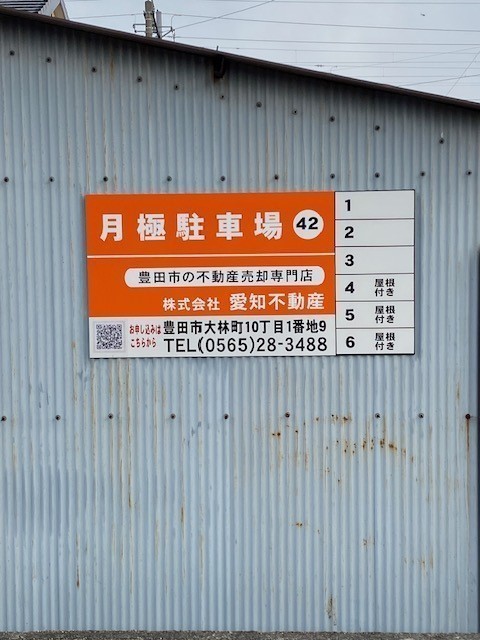 月極駐車場 42
豊田市の不動産売却専門店
株式会社 愛知不動産
お申し込みは
こちらから
豊田市大林町10丁目1番地9
TEL(0565)28-3488
1
2
3
4 屋根付き
5 屋根付き
6 屋根付き